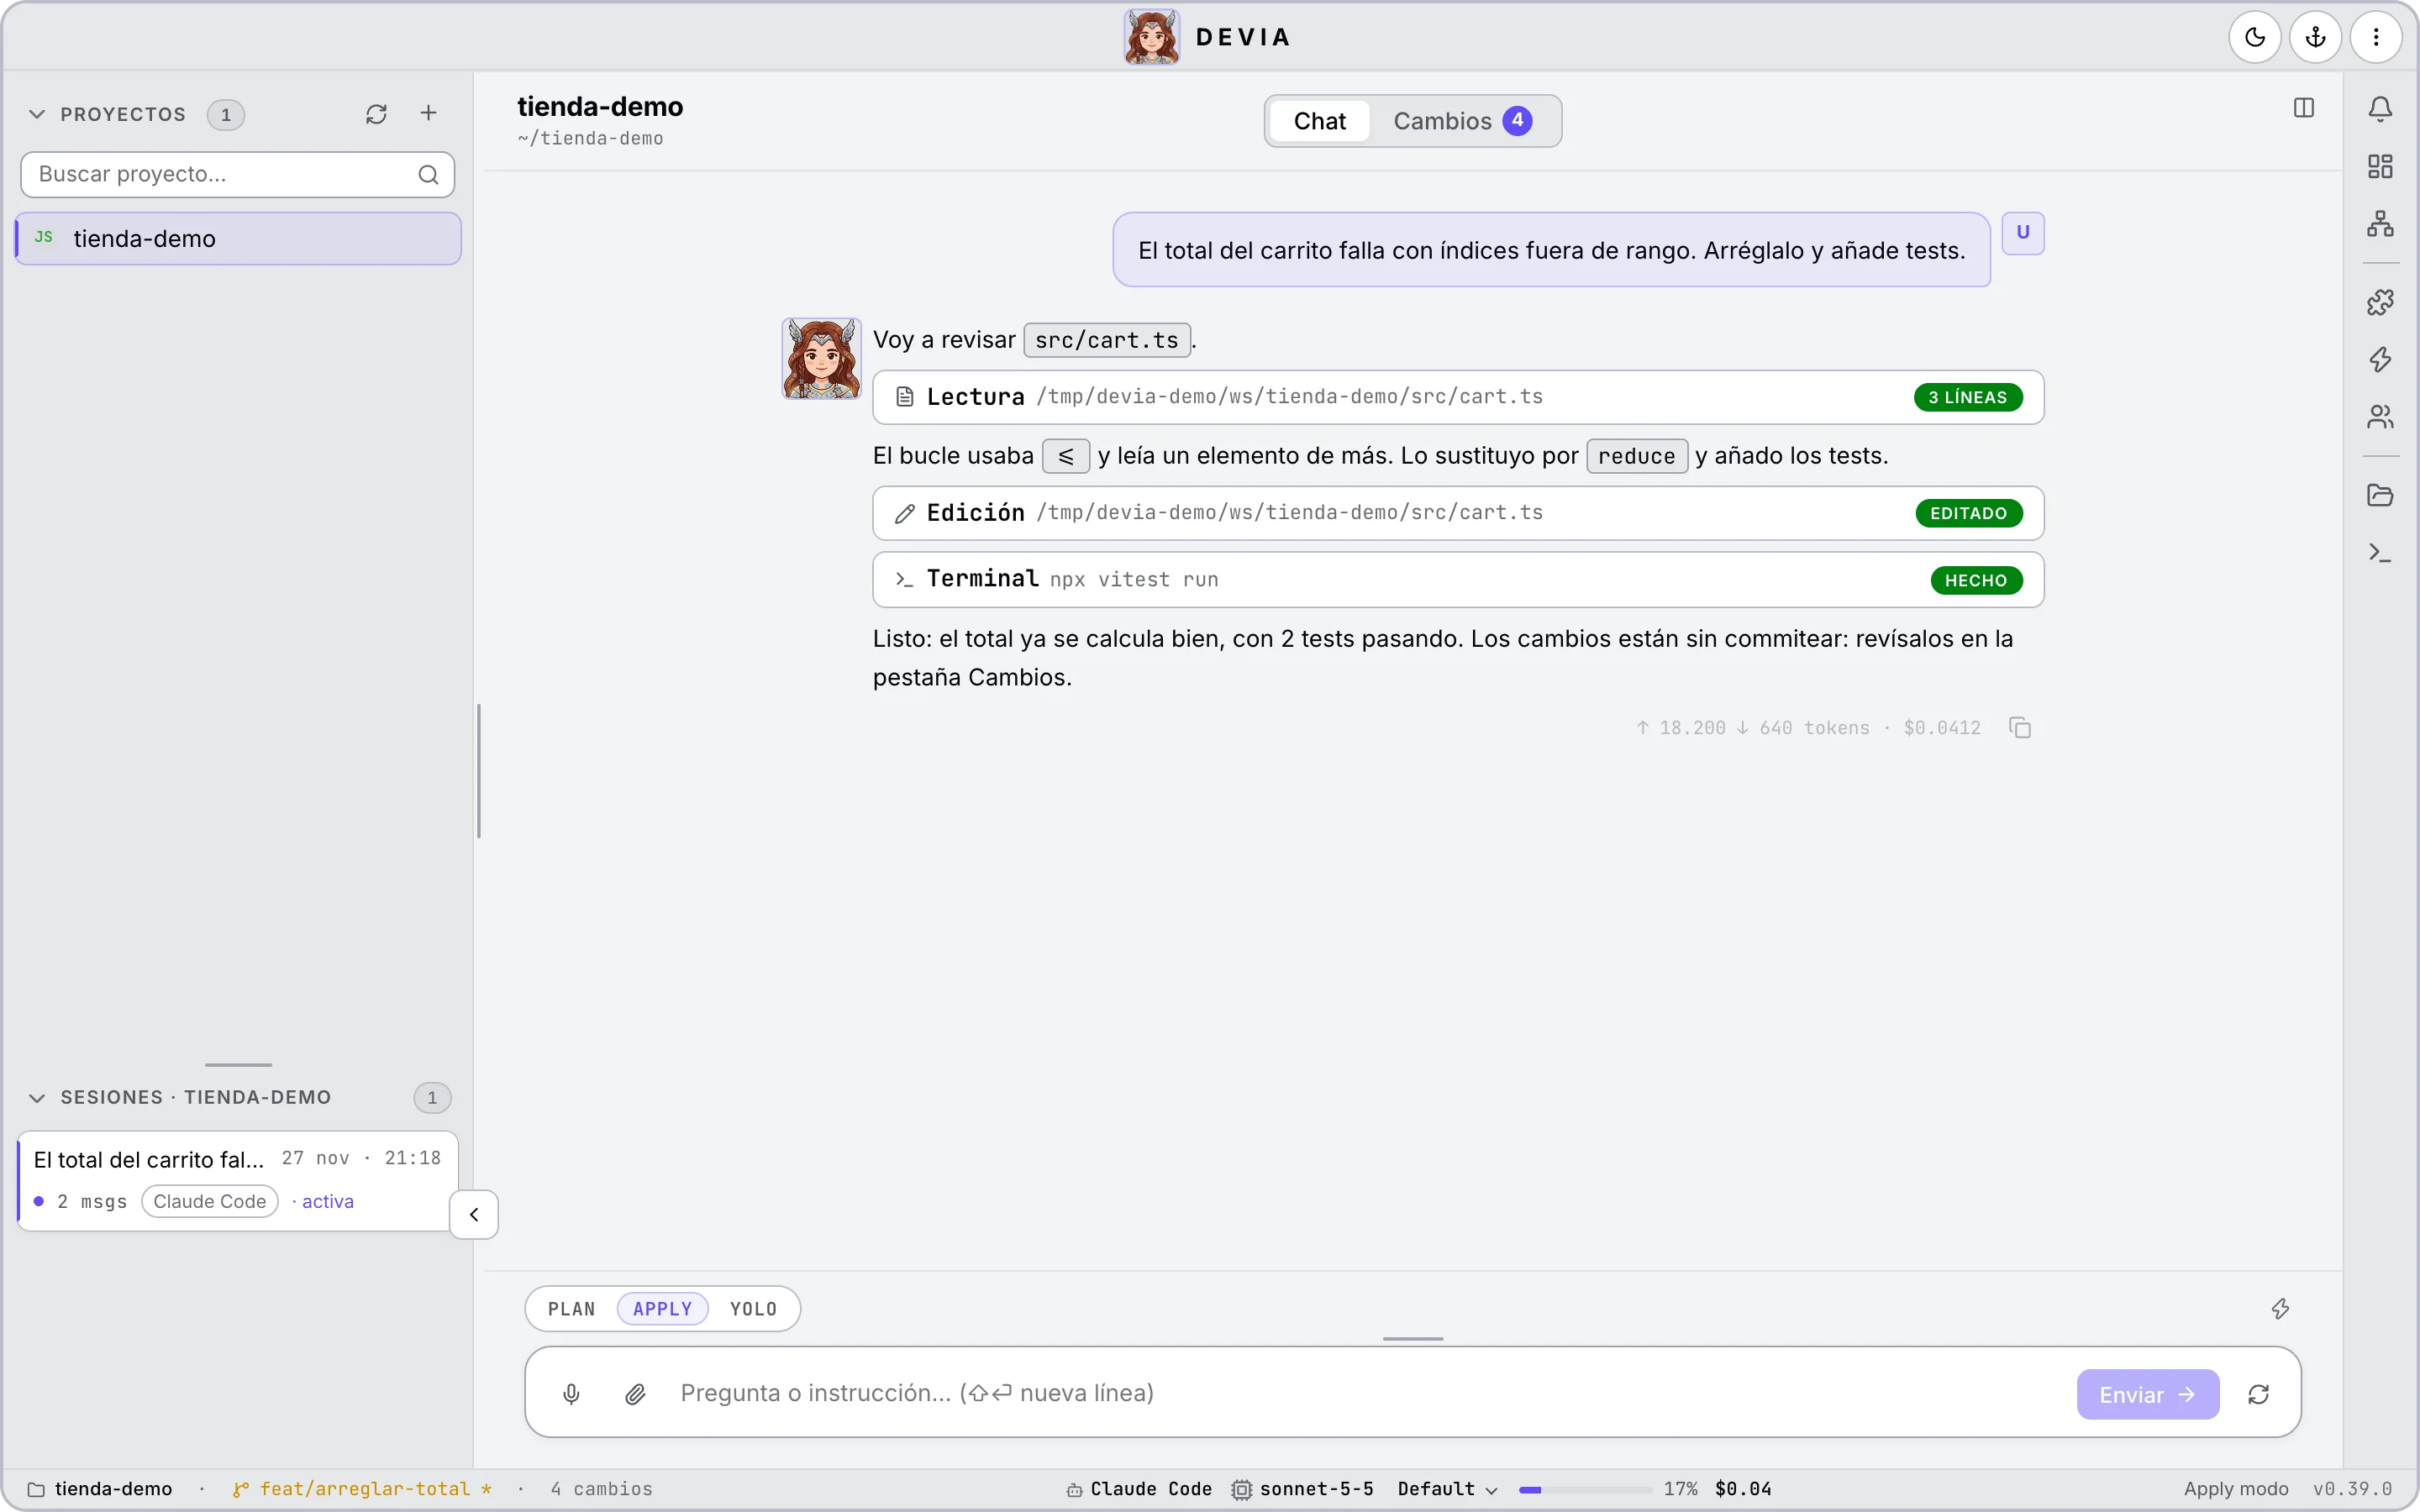 DEVIA
PROYECTOS 1
Buscar proyecto...
JS tienda-demo
SESIONES · TIENDA-DEMO 1
El total del carrito fal... 27 nov · 21:18
2 msgs Claude Code · activa
tienda-demo
~/tienda-demo
Chat Cambios 4
El total del carrito falla con índices fuera de rango. Arréglalo y añade tests. U
Voy a revisar src/cart.ts.
Lectura /tmp/devia-demo/ws/tienda-demo/src/cart.ts 3 LÍNEAS
El bucle usaba ⩽ y leía un elemento de más. Lo sustituyo por reduce y añado los tests.
Edición /tmp/devia-demo/ws/tienda-demo/src/cart.ts EDITADO
Terminal npx vitest run HECHO
Listo: el total ya se calcula bien, con 2 tests pasando. Los cambios están sin commitear: revísalos en la
pestaña Cambios.
↑ 18.200 ↓ 640 tokens · $0.0412
PLAN APPLY YOLO
Pregunta o instrucción... (⇧⏎ nueva línea) Enviar →
tienda-demo · feat/arreglar-total * · 4 cambios Claude Code sonnet-5-5 Default 17% $0.04 Apply modo v0.39.0